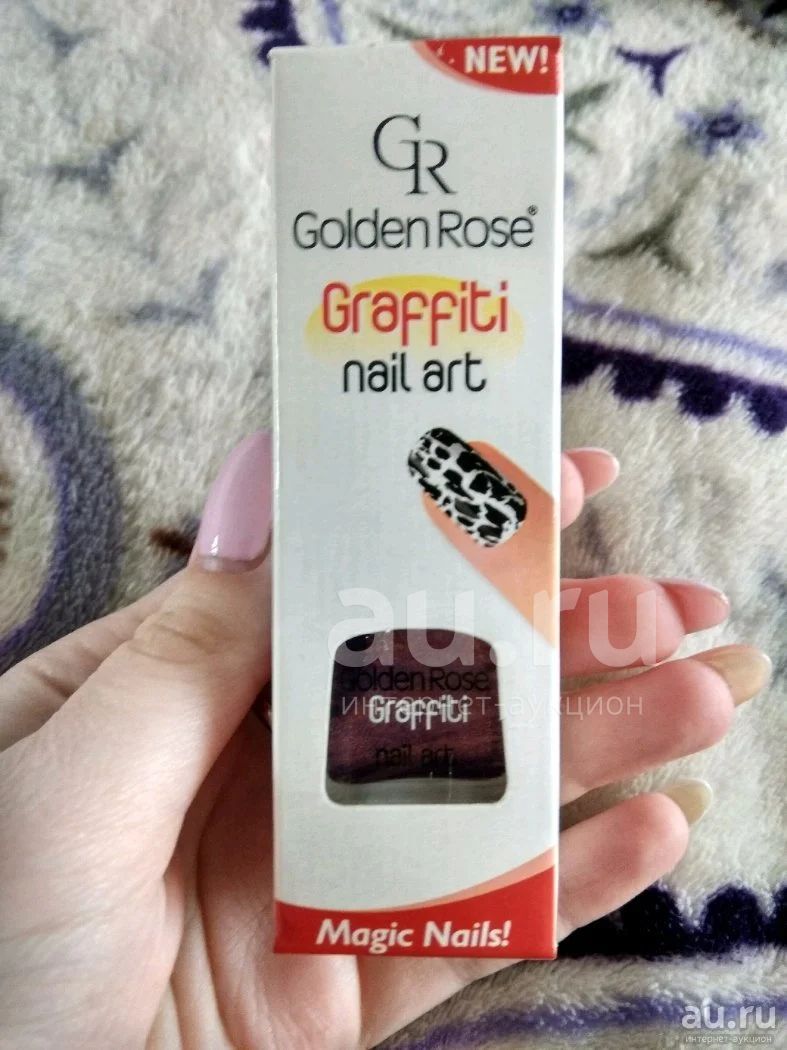 NEW!
GR
Golden Rose®
Graffiti
nail art
au.ru
Golden Rose
Graffiti
интернет-аукцион
nail art
Magic Nails!
au.ru
интернет-аукцион